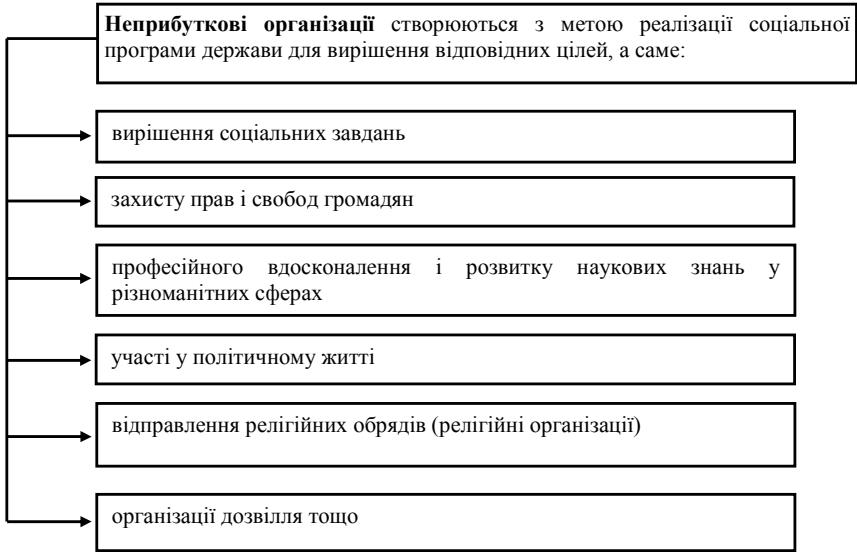 Неприбуткові організації створюються з метою реалізації соціальної
програми держави для вирішення відповідних цілей, а саме:
вирішення соціальних завдань
захисту прав і свобод громадян
професійного вдосконалення і розвитку наукових знань у
різноманітних сферах
участі у політичному житті
відправлення релігійних обрядів (релігійні організації)
організації дозвілля тощо